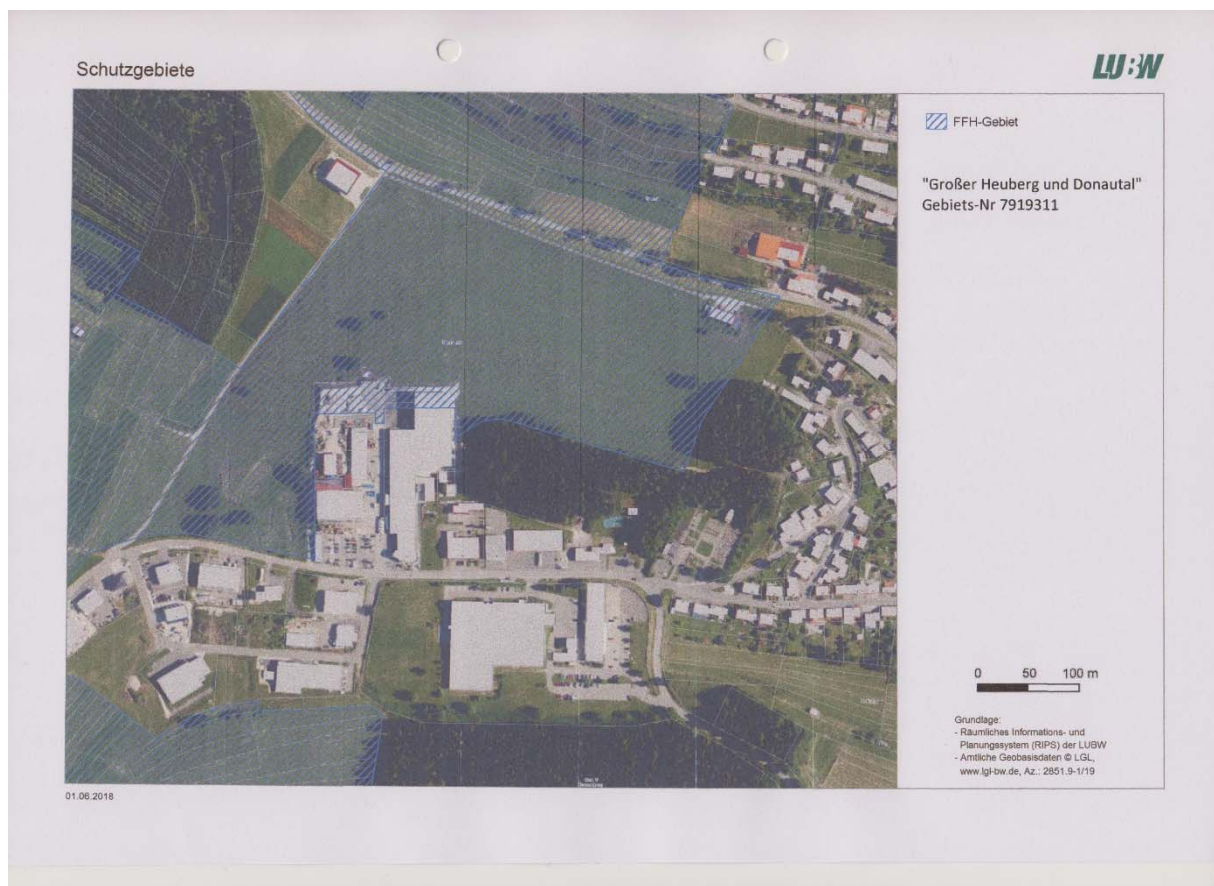 Schutzgebiete
LUBW
FFH-Gebiet
"Großer Heuberg und Donautal"
Gebiets-Nr 7919311
0 50 100 m
Grundlage:
- Räumliches Informations- und
Planungssystem (RIPS) der LUBW
- Amtliche Geobasisdaten © LGL,
www.lgl-bw.de, Az.: 2851.9-1/19
01.06.2018